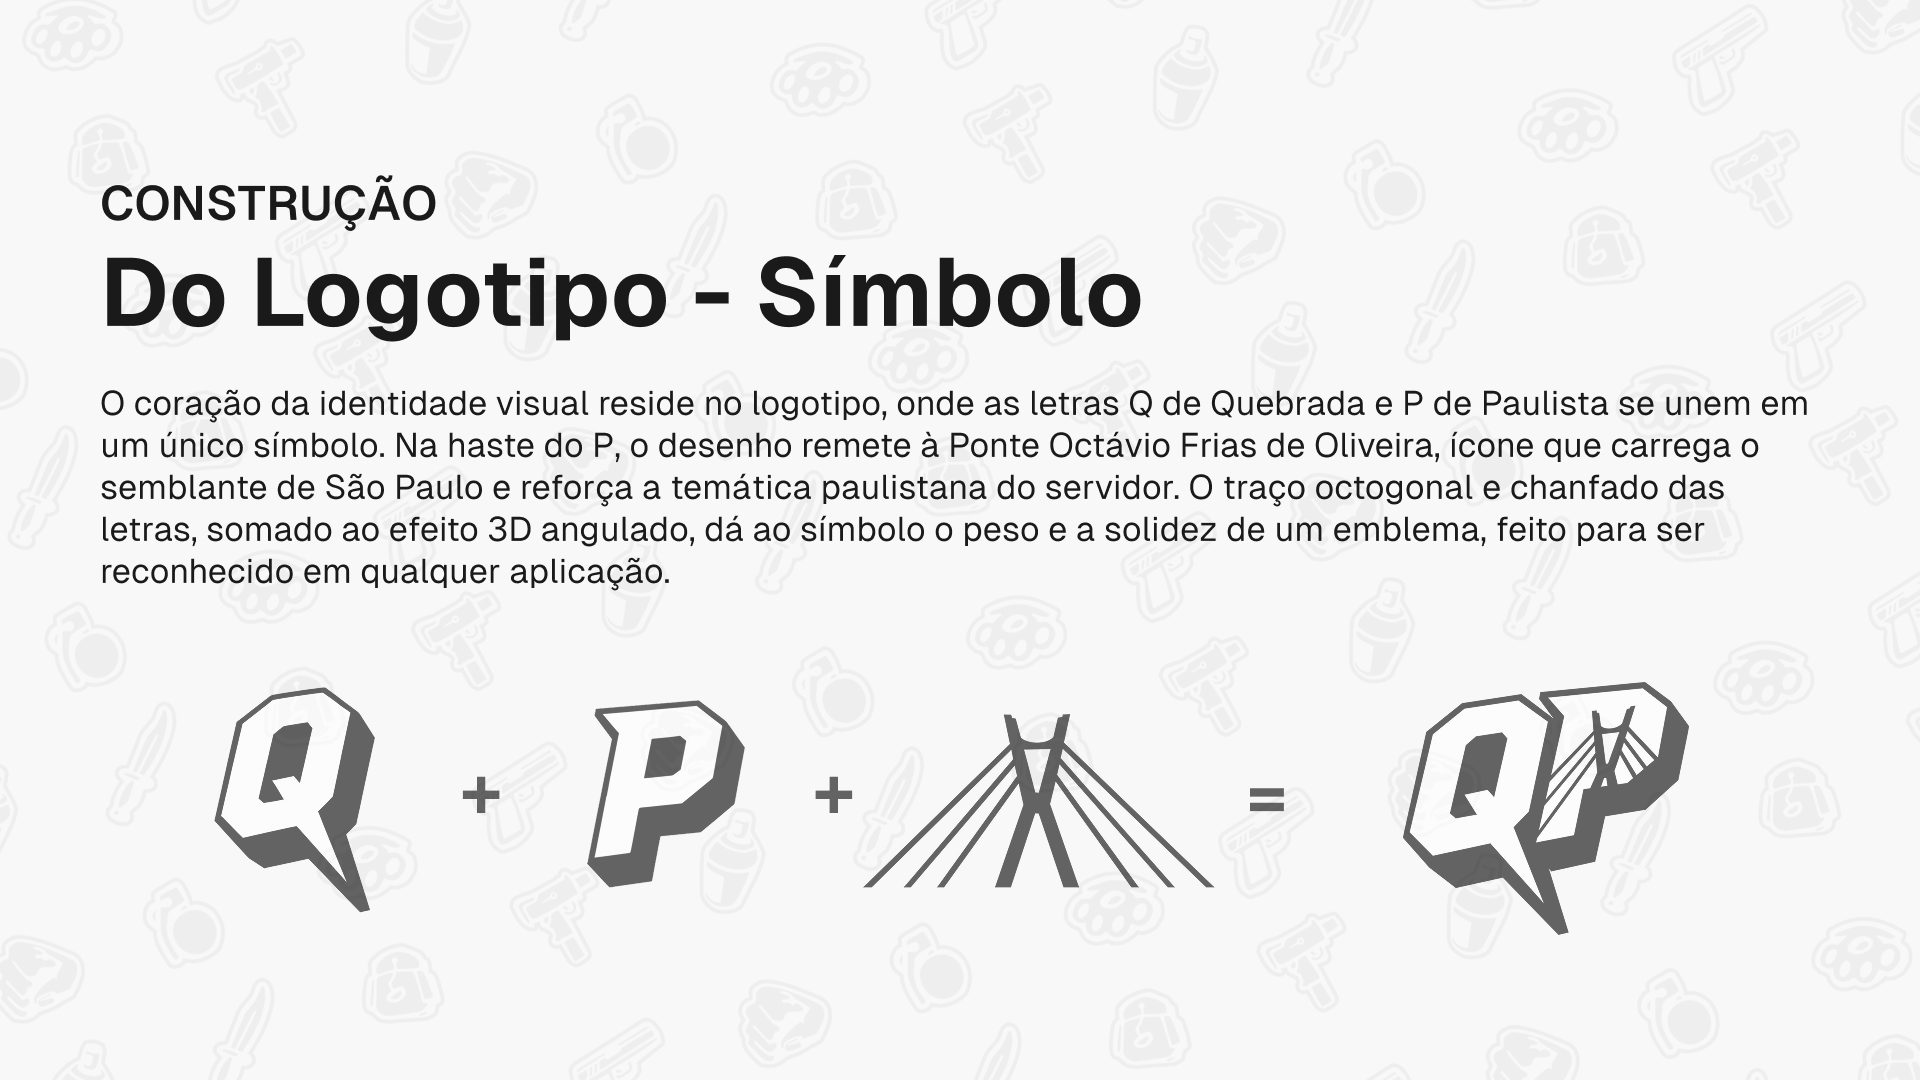 CONSTRUÇÃO
Do Logotipo - Símbolo
O coração da identidade visual reside no logotipo, onde as letras Q de Quebrada e P de Paulista se unem em
um único símbolo. Na haste do P, o desenho remete à Ponte Octávio Frias de Oliveira, ícone que carrega o
semblante de São Paulo e reforça a temática paulistana do servidor. O traço octogonal e chanfado das
letras, somado ao efeito 3D angulado, dá ao símbolo o peso e a solidez de um emblema, feito para ser
reconhecido em qualquer aplicação.
Q + P + = QP